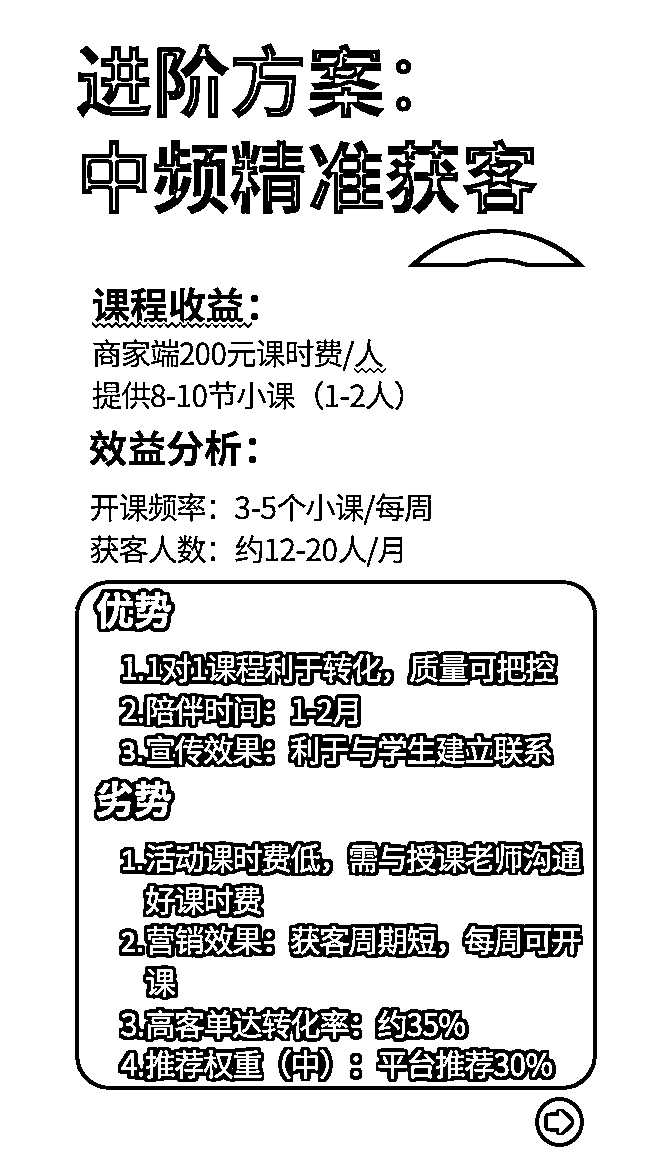 进阶方案：
中频精准获客
课程收益：
商家端200元课时费/人
提供8-10节小课（1-2人）
效益分析：
开课频率：3-5个小课/每周
获客人数：约12-20人/月
优势
1.1对1课程利于转化，质量可把控
2.陪伴时间：1-2月
3.宣传效果：利于与学生建立联系
劣势
1.活动课时费低，需与授课老师沟通
好课时费
2.营销效果：获客周期短，每周可开
课
3.高客单达转化率：约35%
4.推荐权重（中）：平台推荐30%